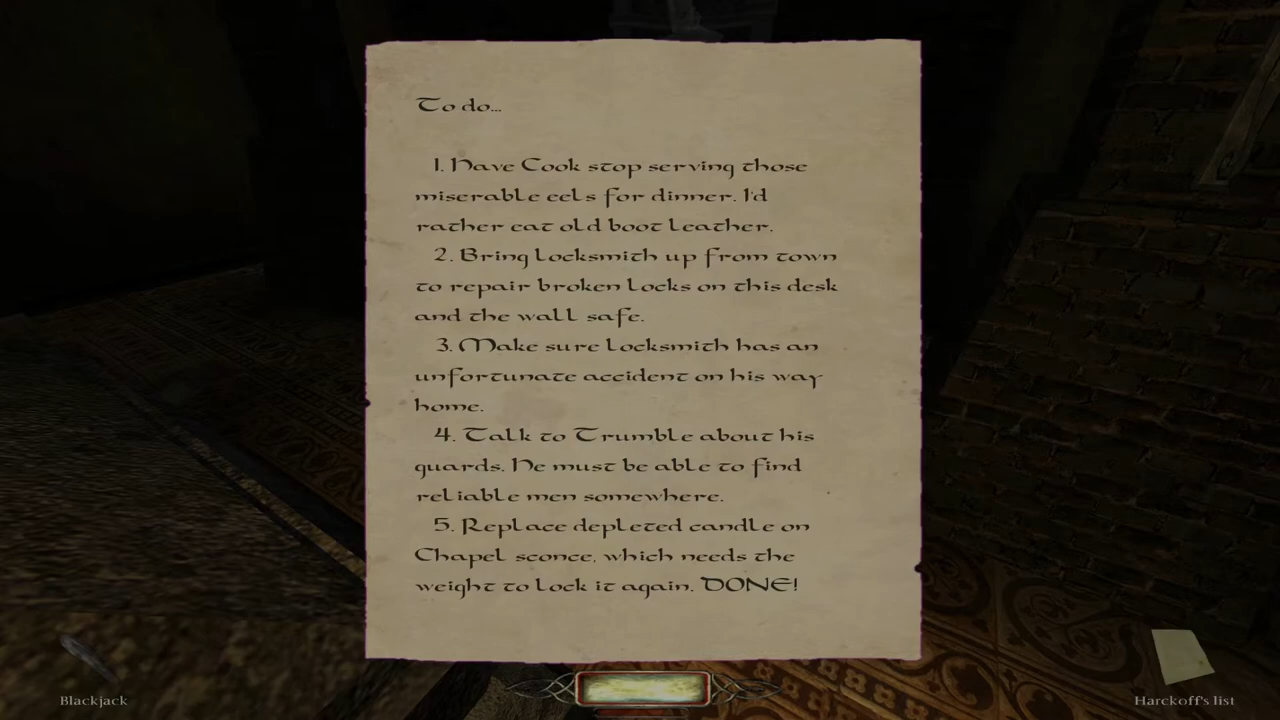 To do...
1. Have Cook stop serving those
miserable eels for dinner. I'd
rather eat old boot leather.
2. Bring locksmith up from town
to repair broken locks on this desk
and the wall safe.
3. Make sure locksmith has an
unfortunate accident on his way
home.
4. Talk to Trumble about his
guards. He must be able to find
reliable men somewhere.
5. Replace depleted candle on
Chapel sconce, which needs the
weight to lock it again. DONE!
Blackjack
Harckoff's list